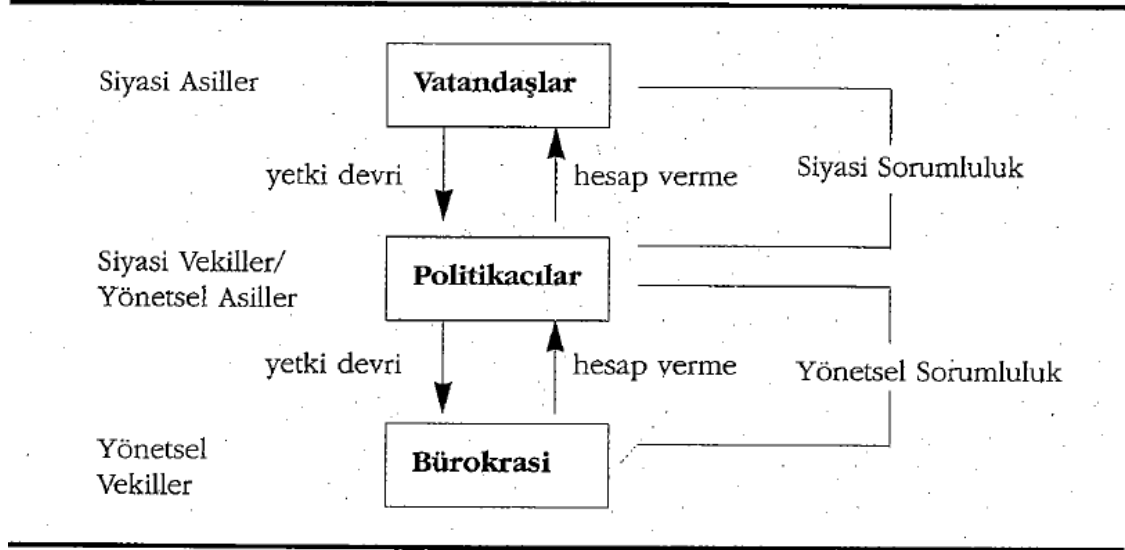 Siyasi Asiller
Vatandaşlar
yetki devri
hesap verme
Siyasi Sorumluluk
Siyasi Vekiller/
Yönetsel Asiller
Politikacılar
yetki devri
hesap verme
Yönetsel Sorumluluk
Yönetsel
Vekiller
Bürokrasi